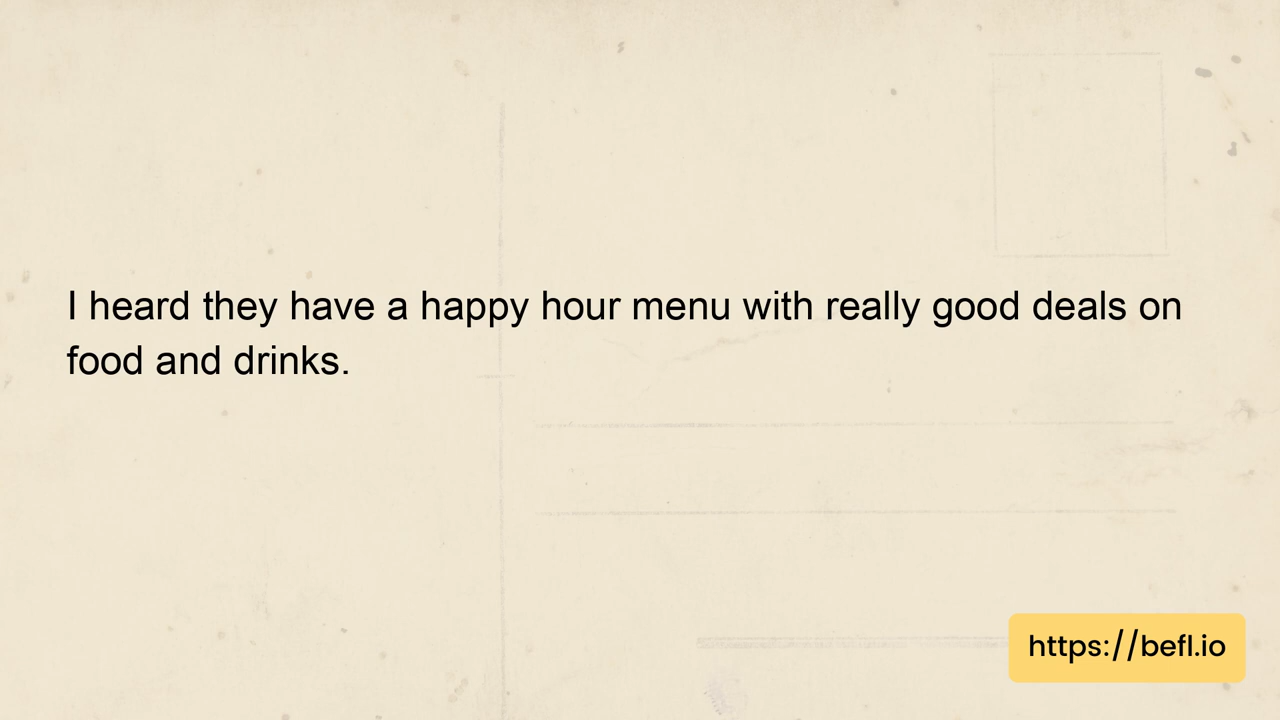 I heard they have a happy hour menu with really good deals on
food and drinks.
https://befl.io